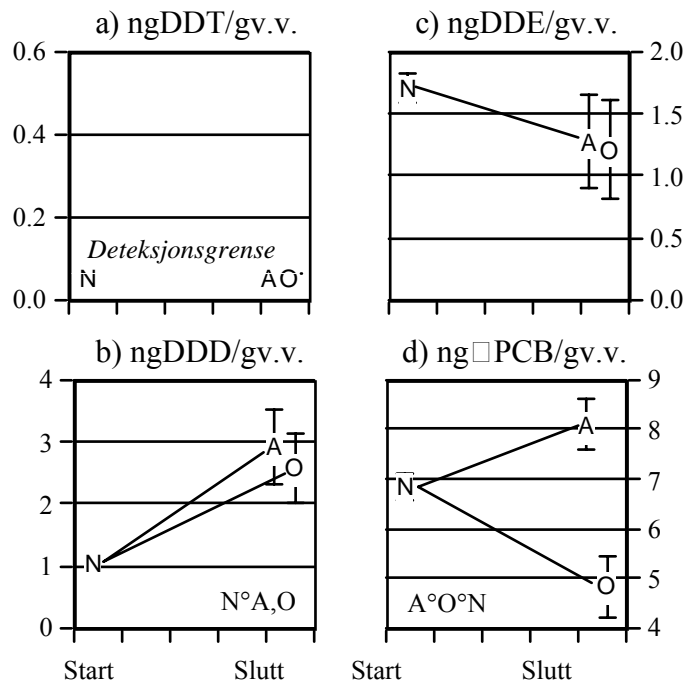 a) ngDDT/gv.v.
0.6
0.4
0.2
0.0
Deteksjonsgrense
N
AO
c) ngDDE/gv.v.
2.0
1.5
1.0
0.5
0.0
N
A
O
b) ngDDD/gv.v.
4
3
2
1
0
A
O
N
N°A,O
Start
Slutt
d) ng□PCB/gv.v.
9
8
7
6
5
4
A
N
O
A°O°N
Start
Slutt